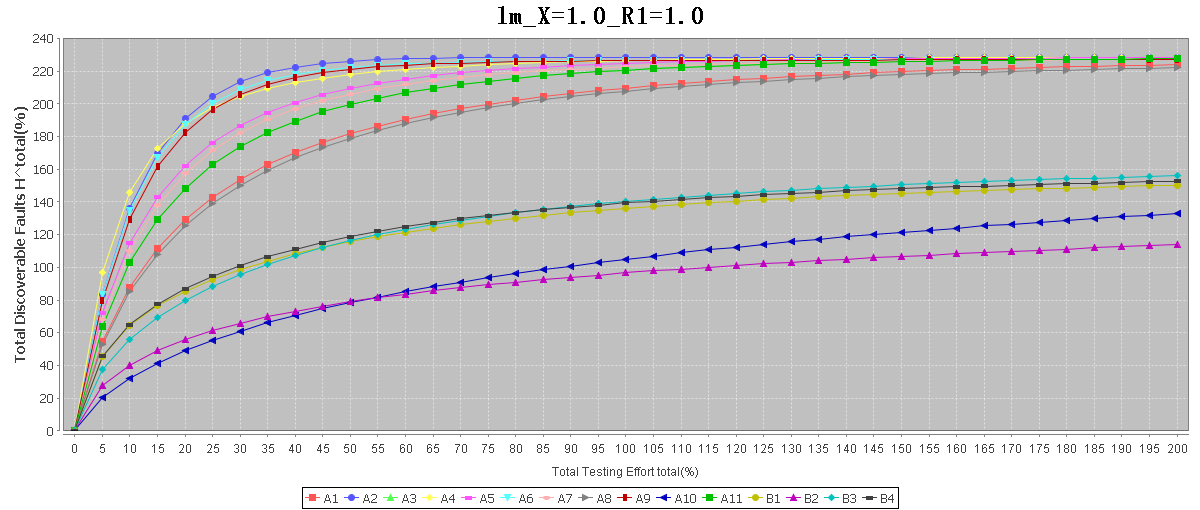 lm_X=1.0_R1=1.0
Total Discoverable Faults H^total(%)
240
220
200
180
160
140
120
100
80
60
40
20
0
0 5 10 15 20 25 30 35 40 45 50 55 60 65 70 75 80 85 90 95 100 105 110 115 120 125 130 135 140 145 150 155 160 165 170 175 180 185 190 195 200
Total Testing Effort total(%)
A1 A2 A3 A4 A5 A6 A7 A8 A9 A10 A11 B1 B2 B3 B4